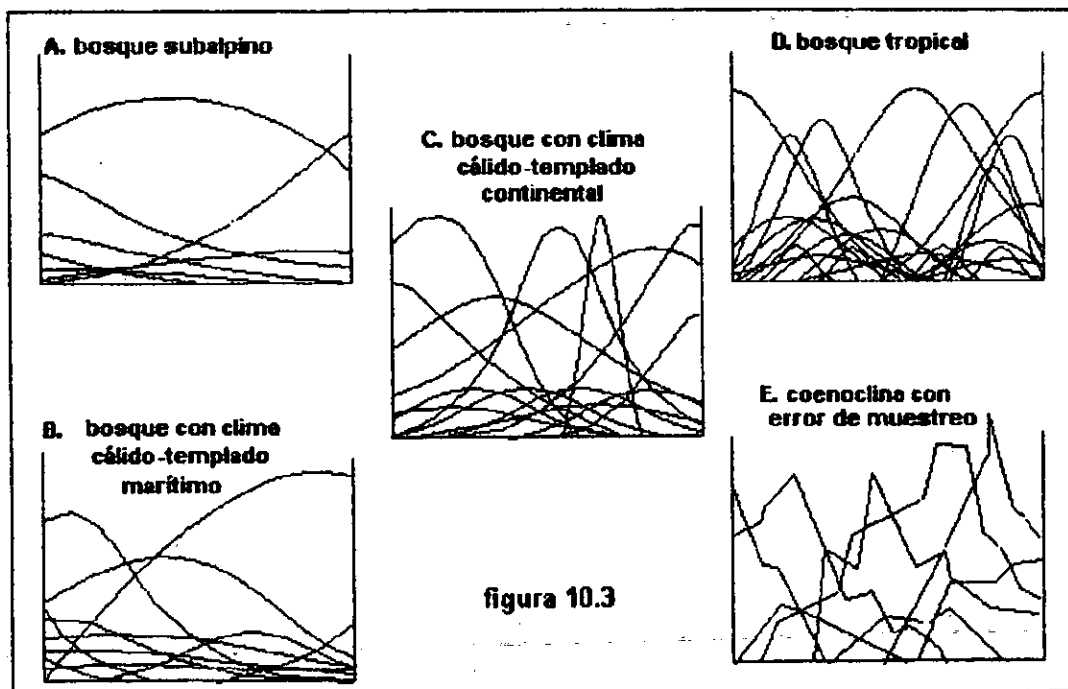 A. bosque subalpino
D. bosque tropical
C. bosque con clima
cálido-templado
continental
B. bosque con clima
cálido-templado
marítimo
E. coenoclina con
error de muestreo
figura 10.3